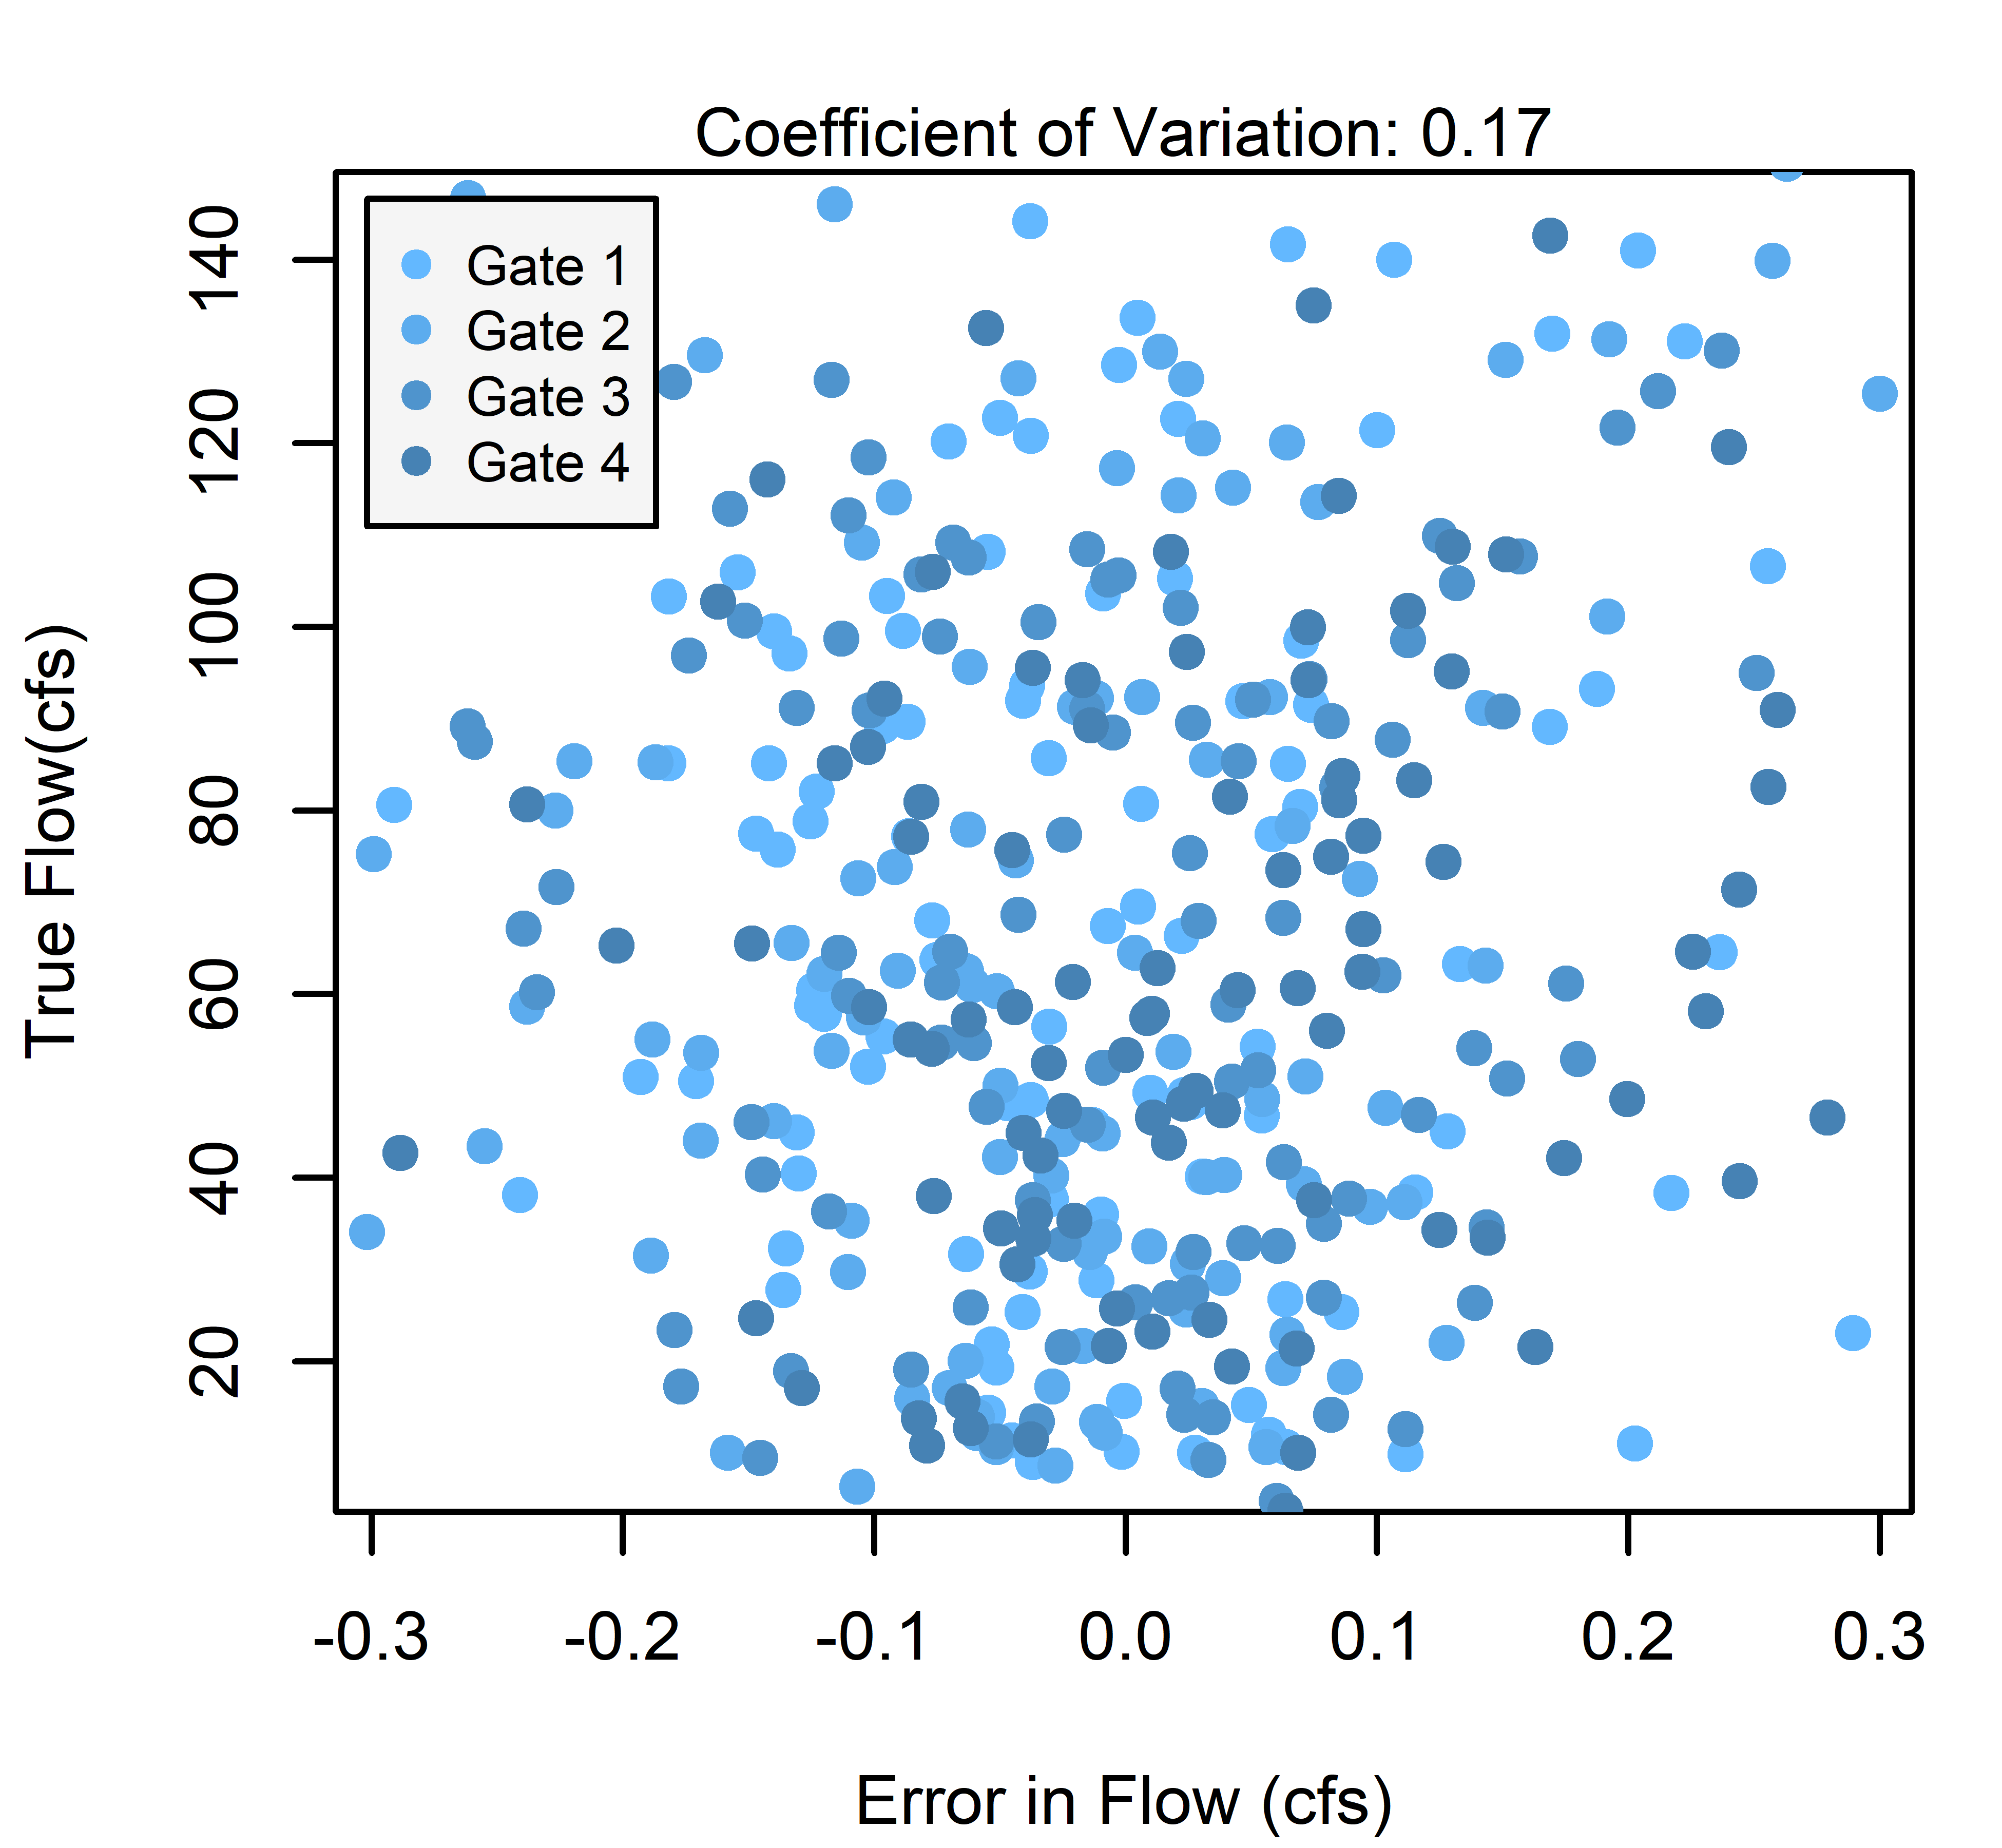 Coefficient of Variation: 0.17
Gate 1
Gate 2
Gate 3
Gate 4
True Flow(cfs)
140
120
100
80
60
40
20
-0.3 -0.2 -0.1 0.0 0.1 0.2 0.3
Error in Flow (cfs)